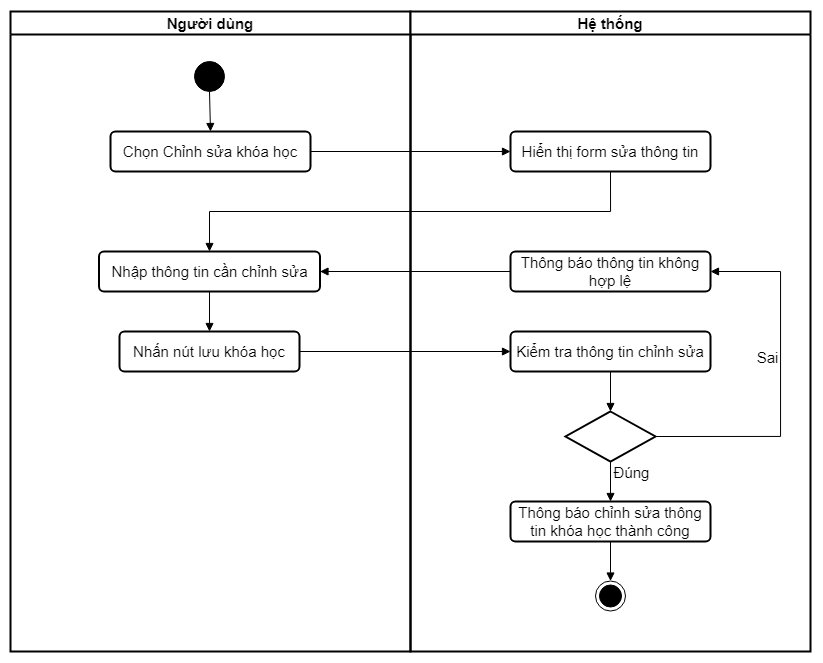 Người dùng
Hệ thống
Chọn Chỉnh sửa khóa học
Hiển thị form sửa thông tin
Nhập thông tin cần chỉnh sửa
Thông báo thông tin không
hợp lệ
Nhấn nút lưu khóa học
Kiểm tra thông tin chỉnh sửa
Sai
Đúng
Thông báo chỉnh sửa thông
tin khóa học thành công